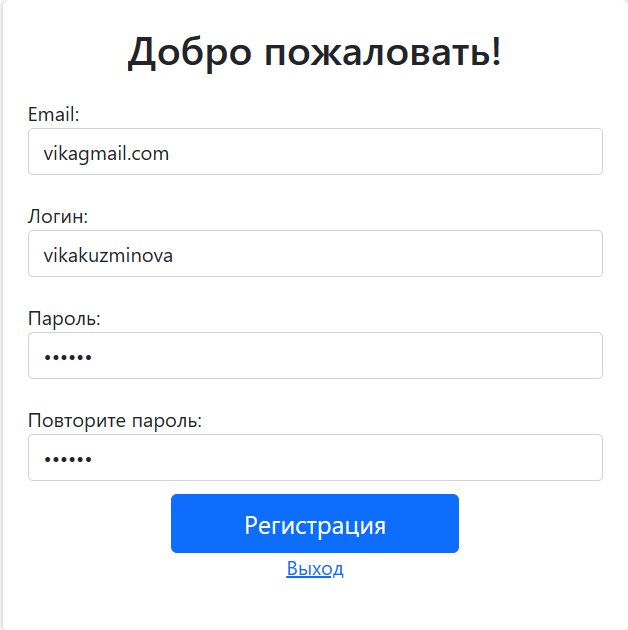 Добро пожаловать!
Email:
vikagmail.com
Логин:
vikakuzminova
Пароль:
••••••
Повторите пароль:
••••••
Регистрация
Выход